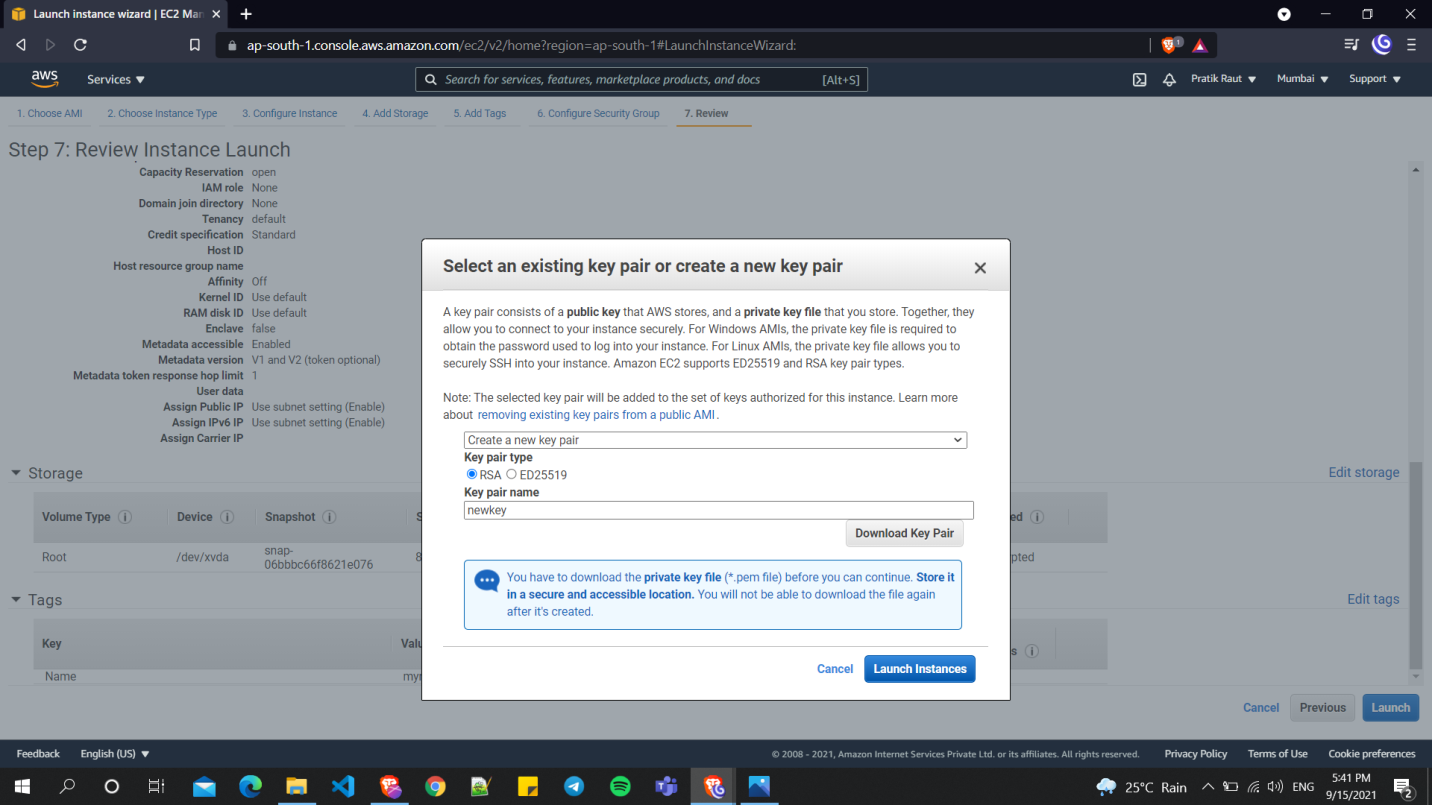 Launch instance wizard | EC2 Man
ap-south-1.console.aws.amazon.com/ec2/v2/home?region=ap-south-1#LaunchInstanceWizard:
1
aws
Services
Search for services, features, marketplace products, and docs
[Alt+S]
Pratik Raut
Mumbai
Support
1. Choose AMI
2. Choose Instance Type
3. Configure Instance
4. Add Storage
5. Add Tags
6. Configure Security Group
7. Review
Step 7: Review Instance Launch
Capacity Reservation open
IAM role None
Domain join directory None
Tenancy default
Credit specification Standard
Host ID
Host resource group name
Affinity Off
Kernel ID Use default
RAM disk ID Use default
Enclave false
Metadata accessible Enabled
Metadata version V1 and V2 (token optional)
Metadata token response hop limit 1
User data
Assign Public IP Use subnet setting (Enable)
Assign IPv6 IP Use subnet setting (Enable)
Assign Carrier IP
Storage
Edit storage
Volume Type
Device
Snapshot
S
ed
Root
/dev/xvda
snap-
06bbbc66f8621e076
8
pted
Tags
Edit tags
Key
Valu
s
Name
myr
Select an existing key pair or create a new key pair
A key pair consists of a public key that AWS stores, and a private key file that you store. Together, they
allow you to connect to your instance securely. For Windows AMIs, the private key file is required to
obtain the password used to log into your instance. For Linux AMIs, the private key file allows you to
securely SSH into your instance. Amazon EC2 supports ED25519 and RSA key pair types.
Note: The selected key pair will be added to the set of keys authorized for this instance. Learn more
about removing existing key pairs from a public AMI.
Create a new key pair
Key pair type
RSA ED25519
Key pair name
newkey
Download Key Pair
You have to download the private key file (*.pem file) before you can continue. Store it
in a secure and accessible location. You will not be able to download the file again
after it's created.
Cancel
Launch Instances
Cancel
Previous
Launch
Feedback
English (US)
© 2008 - 2021, Amazon Internet Services Private Ltd. or its affiliates. All rights reserved.
Privacy Policy
Terms of Use
Cookie preferences
25°C Rain
ENG
5:41 PM
9/15/2021
2